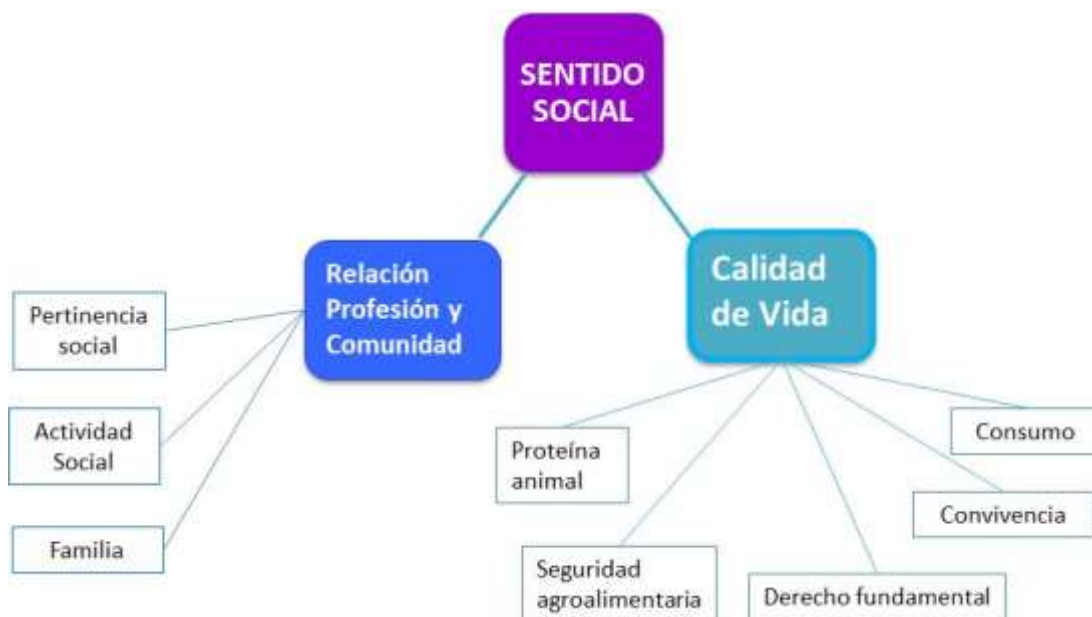 SENTIDO
SOCIAL
Relación
Profesión y
Comunidad
Calidad
de Vida
Pertinencia
social
Actividad
Social
Familia
Proteína
animal
Seguridad
agroalimentaria
Derecho fundamental
Convivencia
Consumo